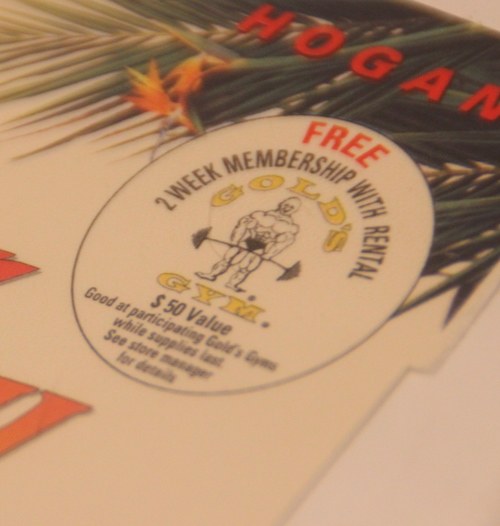 HOGAN
FREE
2 WEEK MEMBERSHIP WITH RENTAL
GOLD'S
GYM.
$50 Value
Good at participating Gold's Gyms
while supplies last
See store manager
for details